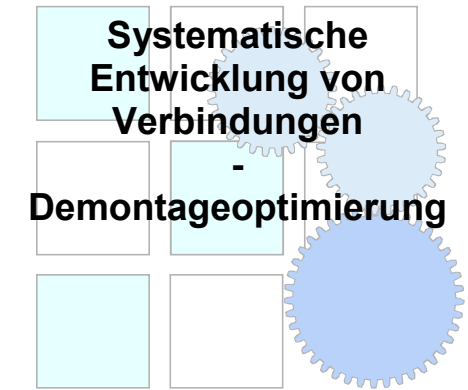 Systematische
Entwicklung von
Verbindungen
-
Demontageoptimierung